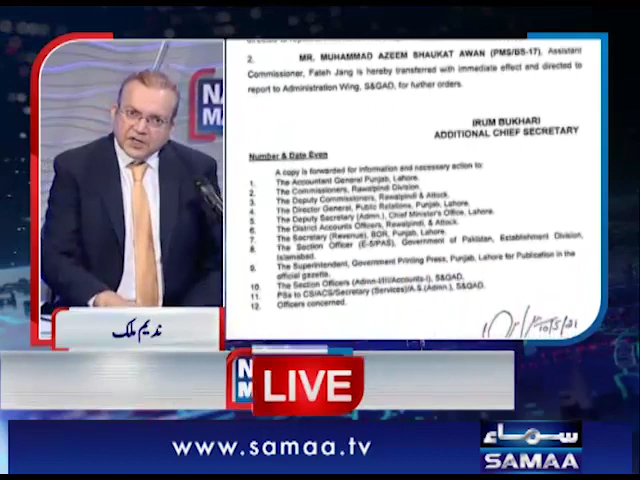 2. MR. MUHAMMAD AZEEM SHAUKAT AWAN (PMS/BS-17), Assistant
Commissioner, Fateh Jang is hereby transferred with immediate effect and directed to
report to Administration Wing, S&GAD, for further orders.
IRUM BUKHARI
ADDITIONAL CHIEF SECRETARY
Number & Date Even
A copy is forwarded for information and necessary action to:
1. The Accountant General Punjab, Lahore.
2. The Commissioners, Rawalpindi Division.
3. The Deputy Commissioners, Rawalpindi & Attock.
4. The Director General, Public Relations, Punjab, Lahore.
5. The Deputy Secretary (Admn.), Chief Minister's Office, Lahore.
6. The District Accounts Officers, Rawalpindi, & Attock.
7. The Secretary (Revenue), BOR, Punjab, Lahore.
8. The Section Officer (E-5/PAS), Government of Pakistan, Establishment Division,
Islamabad.
9. The Superintendent, Government Printing Press, Punjab, Lahore for Publication in the
official gazette.
10. The Section Officers (Admn-I/II/Accounts-I), S&GAD.
11. PSs to CS/ACS/Secretary (Services)/A.S.(Admn.), S&GAD.
12. Officers concerned.
10/5/21
NA
MA
ندیم ملک
N
M
LIVE
www.samaa.tv
سماء
SAMAA